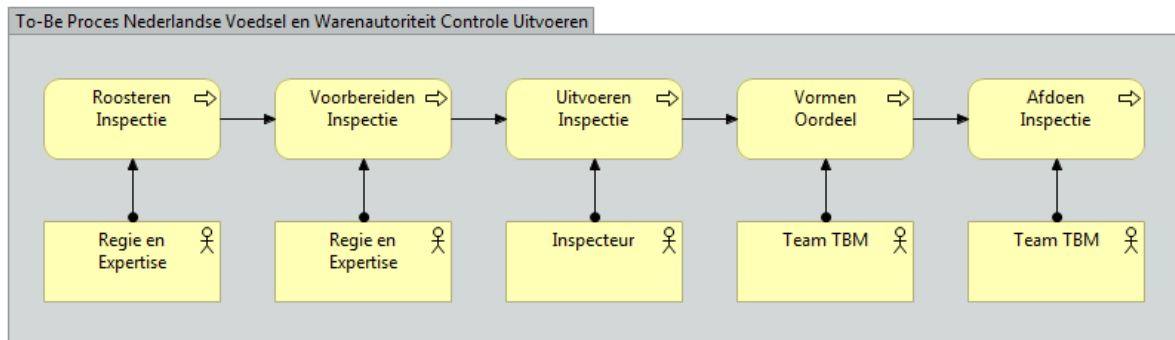 To-Be Proces Nederlandse Voedsel en Warenautoriteit Controle Uitvoeren
Roosteren
Inspectie
Voorbereiden
Inspectie
Uitvoeren
Inspectie
Vormen
Oordeel
Afdoen
Inspectie
Regie en
Expertise
Regie en
Expertise
Inspecteur
Team TBM
Team TBM